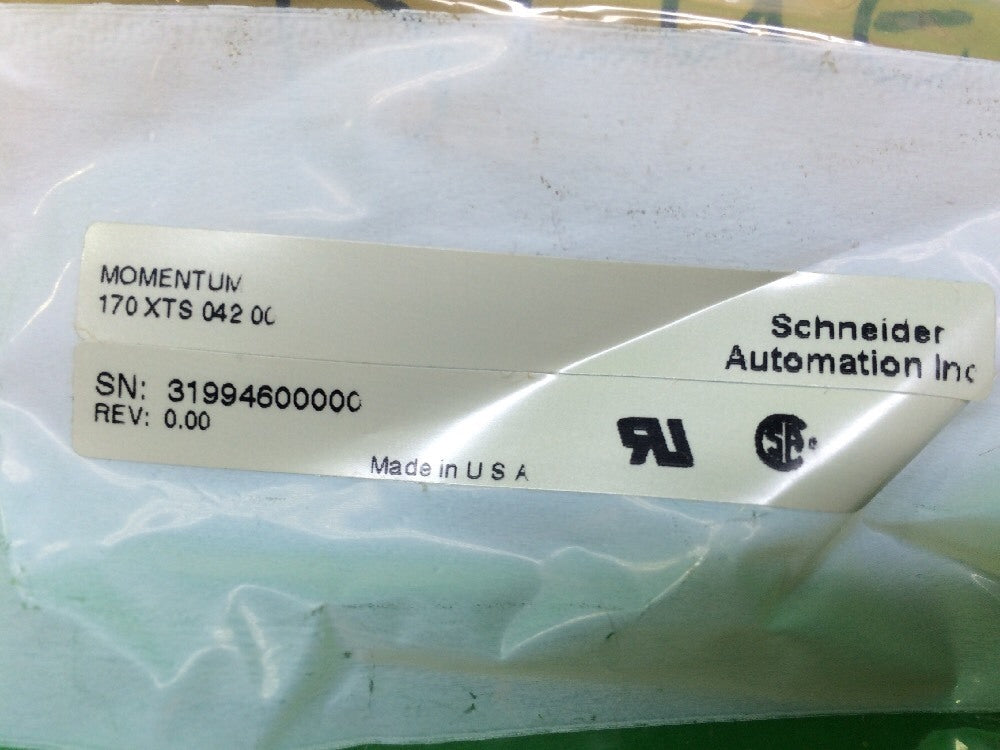 MOMENTUM
170 XTS 042 00
Schneider
Automation Inc
SN: 31994600000
REV: 0.00
Made in U S A